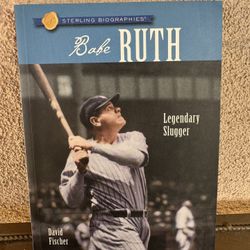 STERLING BIOGRAPHIES®
Babe RUTH
Legendary
Slugger
David
Fischer